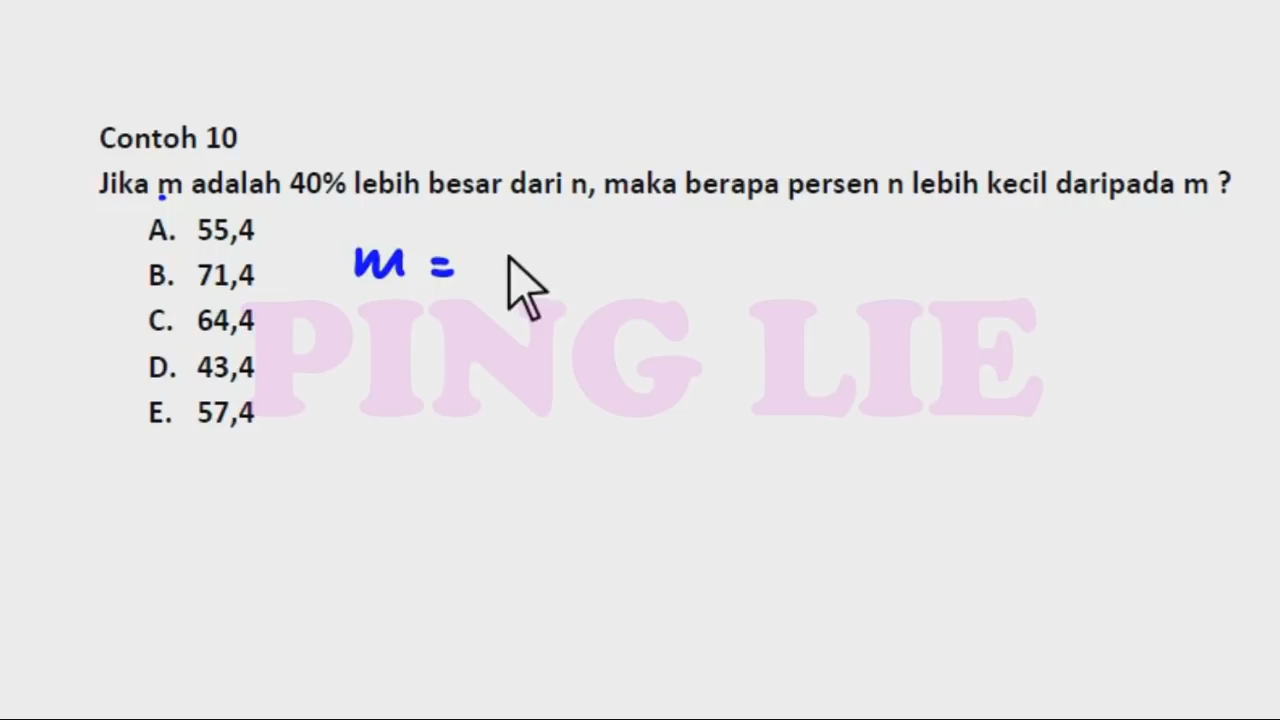 Contoh 10
Jika m adalah 40% lebih besar dari n, maka berapa persen n lebih kecil daripada m ?
A. 55,4
m =
B. 71,4
C. 64,4
D. 43,4
E. 57,4
PING LIE